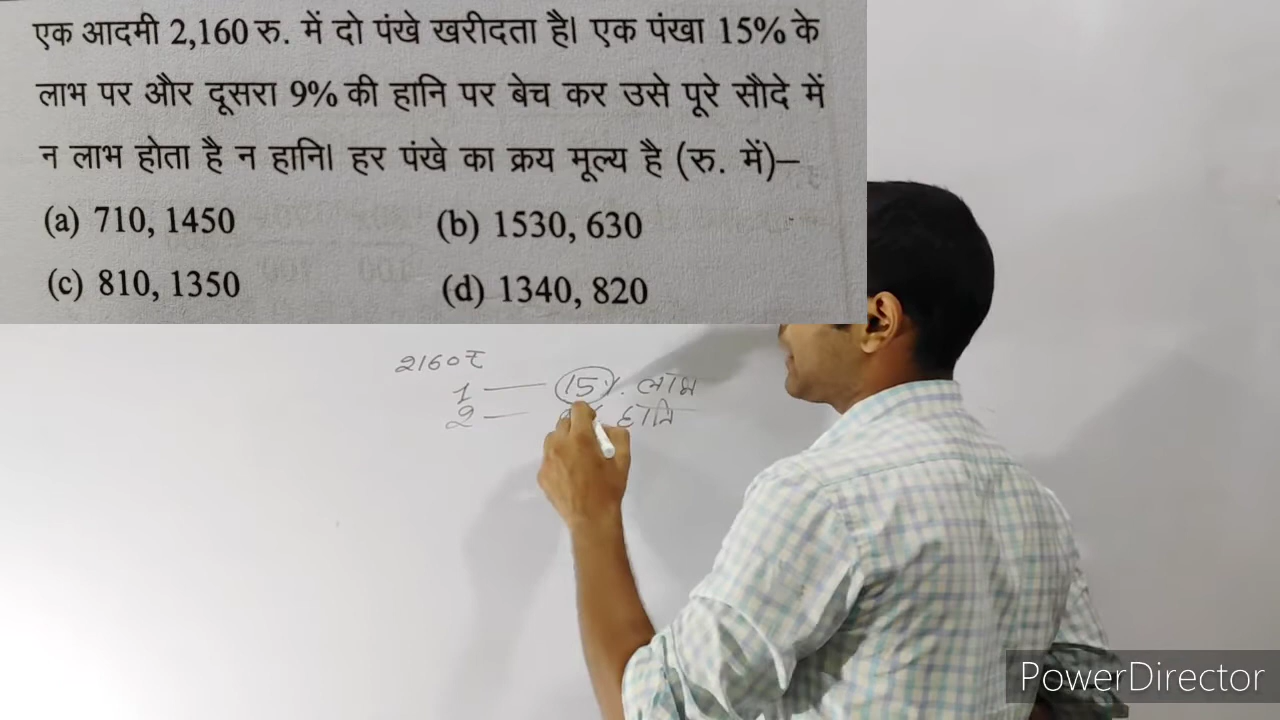 एक आदमी 2,160 रु. में दो पंखे खरीदता है। एक पंखा 15% के
लाभ पर और दूसरा 9% की हानि पर बेच कर उसे पूरे सौदे में
न लाभ होता है न हानि। हर पंखे का क्रय मूल्य है (रु. में)–
(a) 710, 1450 (b) 1530, 630
(c) 810, 1350 (d) 1340, 820
2160₹
1 — 15% लाभ
2 — हानि
PowerDirector